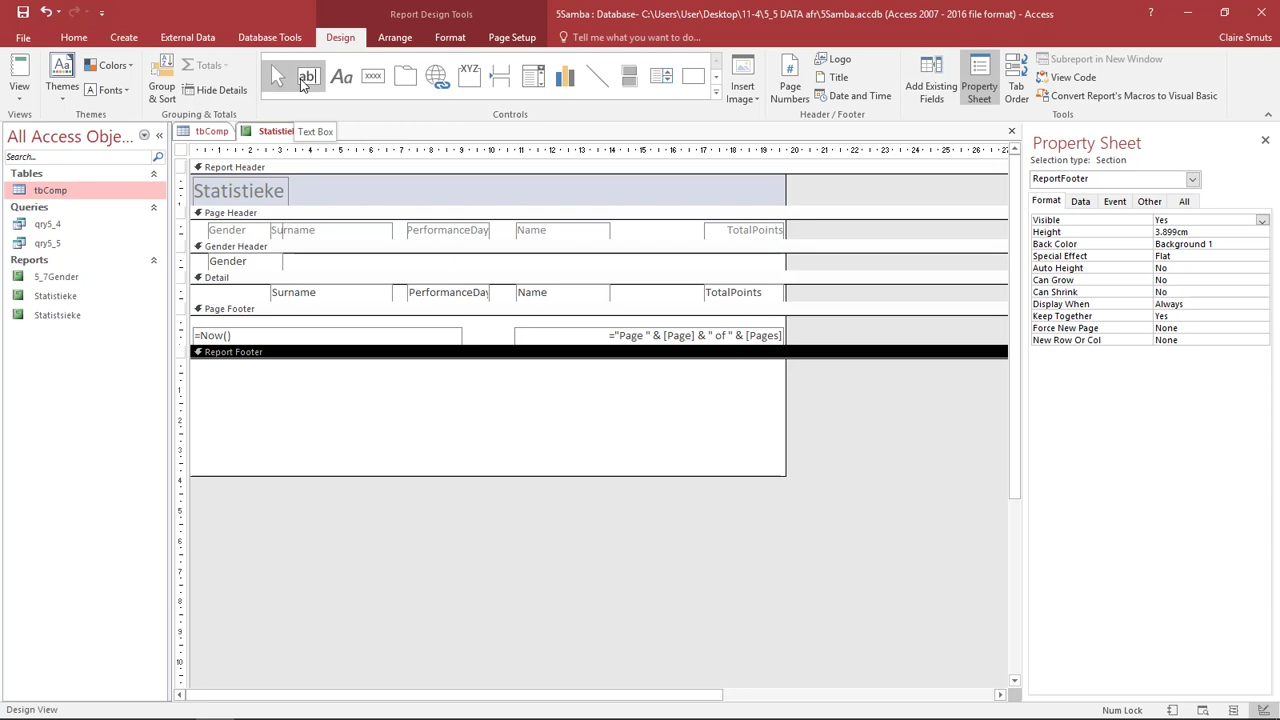 Report Design Tools
5Samba : Database- C:\Users\User\Desktop\11-4\5_5 DATA afr\5Samba.accdb (Access 2007 - 2016 file format) - Access
?
File
Home
Create
External Data
Database Tools
Design
Arrange
Format
Page Setup
Tell me what you want to do...
Claire Smuts
View
Themes
Colors
Fonts
Group & Sort
Totals
Hide Details
ab|
Aa
xxxx
XYZ
Insert Image
Page Numbers
Logo
Title
Date and Time
Add Existing Fields
Property Sheet
Tab Order
Subreport in New Window
View Code
Convert Report's Macros to Visual Basic
Views
Themes
Grouping & Totals
Controls
Header / Footer
Tools
All Access Obje...
Search...
Tables
tbComp
Queries
qry5_4
qry5_5
Reports
5_7Gender
Statistieke
Statsieke
tbComp
Statistiel
Text Box
Report Header
Statistieke
Page Header
Gender
Surname
PerformanceDay
Name
TotalPoints
Gender Header
Gender
Detail
Surname
PerformanceDay
Name
TotalPoints
Page Footer
=Now()
="Page " & [Page] & " of " & [Pages]
Report Footer
Property Sheet
Selection type: Section
ReportFooter
Format
Data
Event
Other
All
Visible Yes
Height 3.899cm
Back Color Background 1
Special Effect Flat
Auto Height No
Can Grow No
Can Shrink No
Display When Always
Keep Together Yes
Force New Page None
New Row Or Col None
Design View
Num Lock